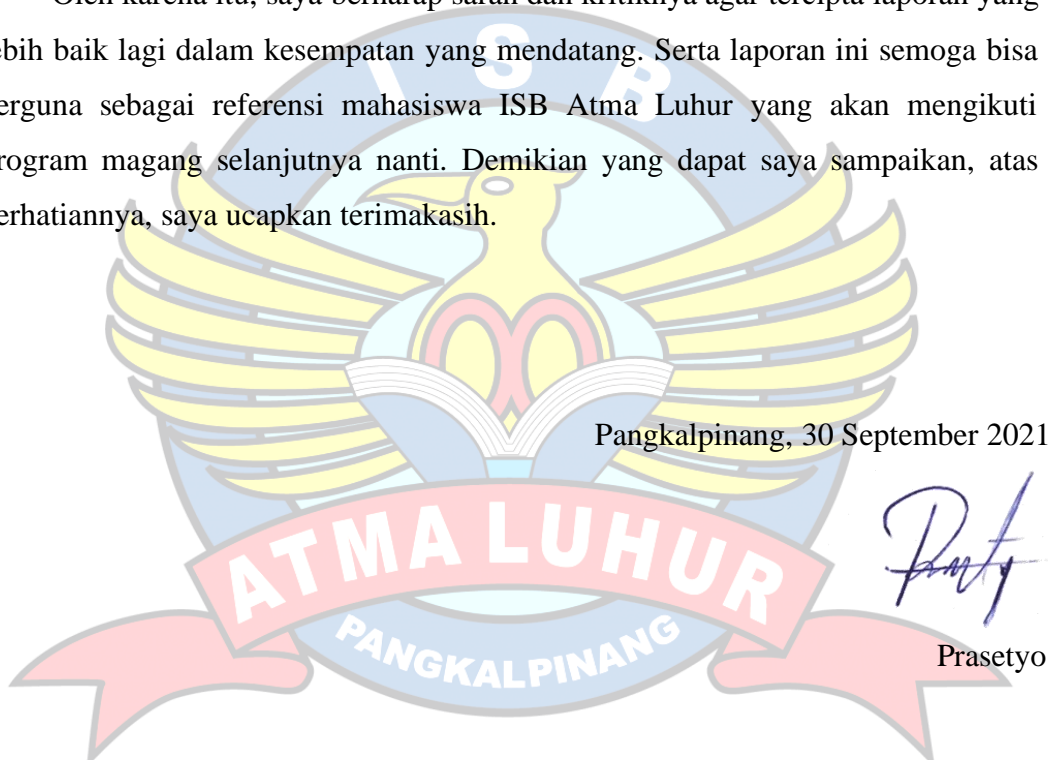 Oleh karena itu, saya berharap saran dan kritiknya agar tercipta laporan yang
ebih baik lagi dalam kesempatan yang mendatang. Serta laporan ini semoga bisa
erguna sebagai referensi mahasiswa ISB Atma Luhur yang akan mengikuti
rogram magang selanjutnya nanti. Demikian yang dapat saya sampaikan, atas
erhatiannya, saya ucapkan terimakasih.
I S B
Pangkalpinang, 30 September 2021
ATMA LUHUR
PANGKALPINANG
Prasetyo